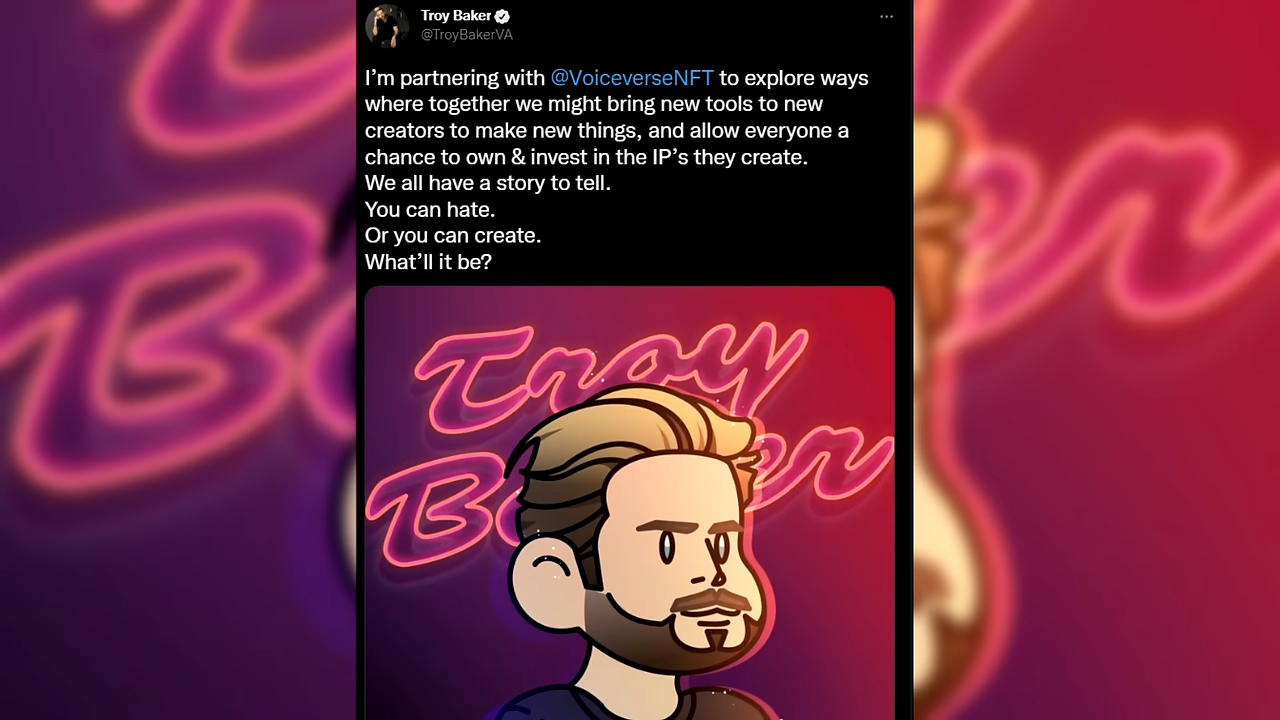 Troy Baker
@TroyBakerVA
I’m partnering with @VoiceverseNFT to explore ways
where together we might bring new tools to new
creators to make new things, and allow everyone a
chance to own & invest in the IP’s they create.
We all have a story to tell.
You can hate.
Or you can create.
What’ll it be?
Troy
B er